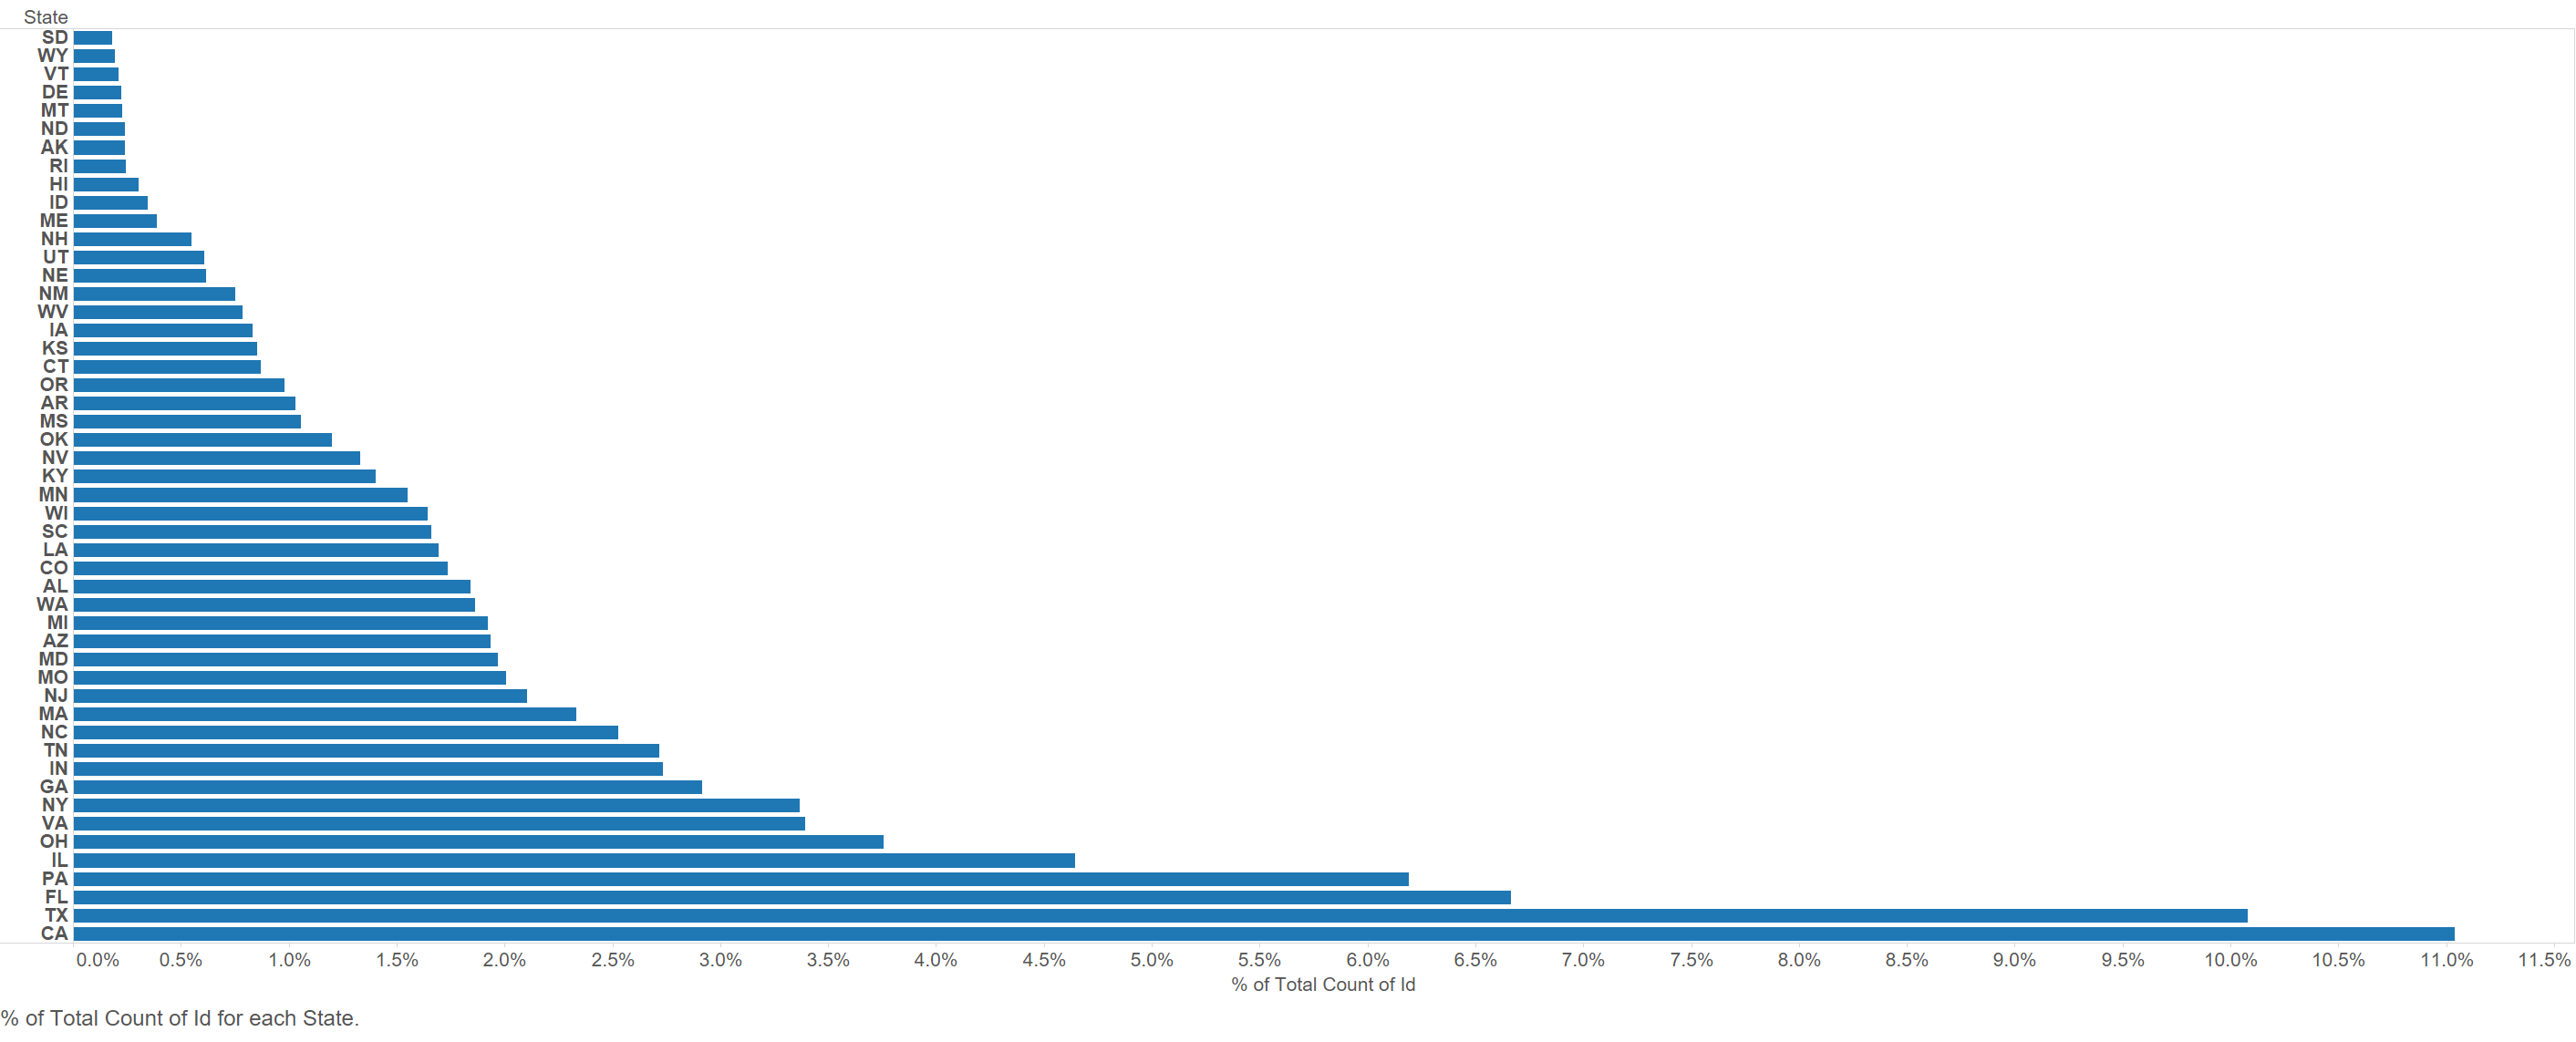 State
SD
WY
VT
DE
MT
ND
AK
RI
HI
ID
ME
NH
UT
NE
NM
WV
IA
KS
CT
OR
AR
MS
OK
NV
KY
MN
WI
SC
LA
CO
AL
WA
MI
AZ
MD
MO
NJ
MA
NC
TN
IN
GA
NY
VA
OH
IL
PA
FL
TX
CA
0.0% 0.5% 1.0% 1.5% 2.0% 2.5% 3.0% 3.5% 4.0% 4.5% 5.0% 5.5% 6.0% 6.5% 7.0% 7.5% 8.0% 8.5% 9.0% 9.5% 10.0% 10.5% 11.0% 11.5%
% of Total Count of Id
% of Total Count of Id for each State.